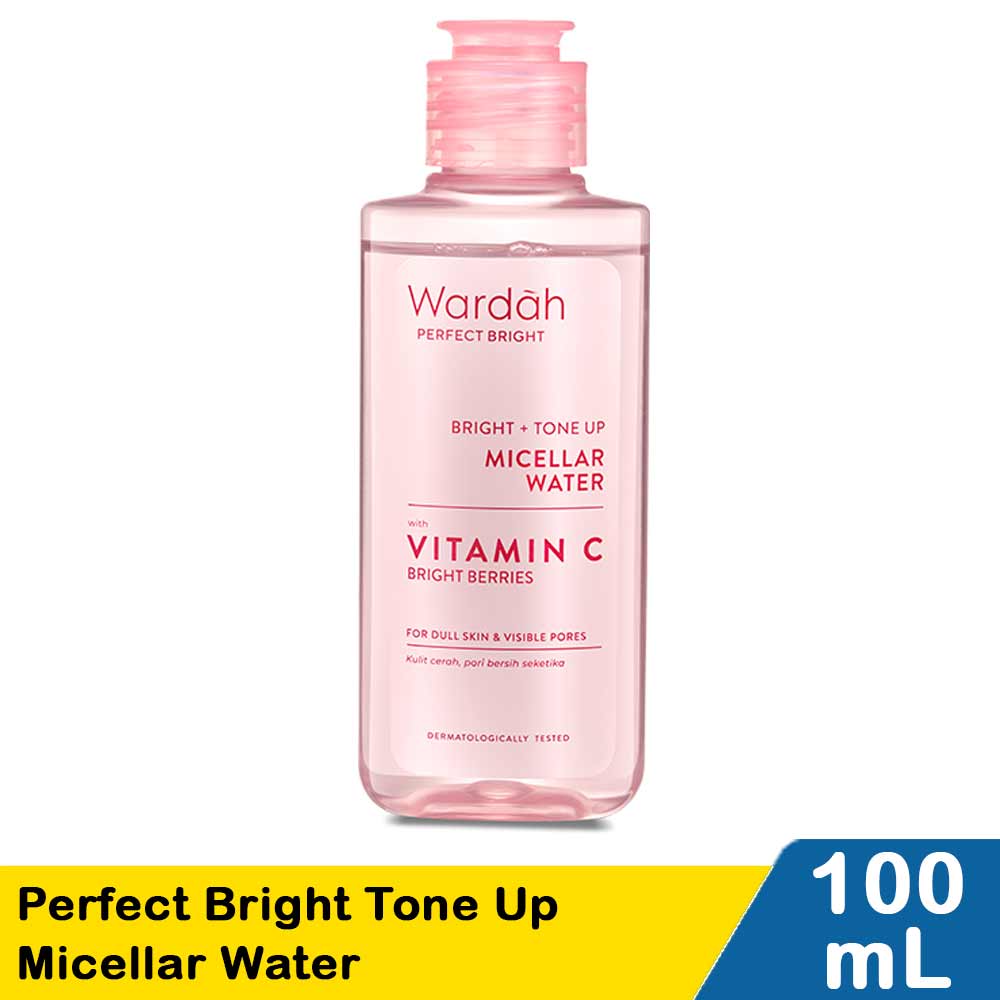 Wardàh
PERFECT BRIGHT
BRIGHT + TONE UP
MICELLAR
WATER
with
VITAMIN C
BRIGHT BERRIES
FOR DULL SKIN & VISIBLE PORES
Kulit cerah, pori bersih seketika
DERMATOLOGICALLY TESTED
Perfect Bright Tone Up
Micellar Water
100
mL